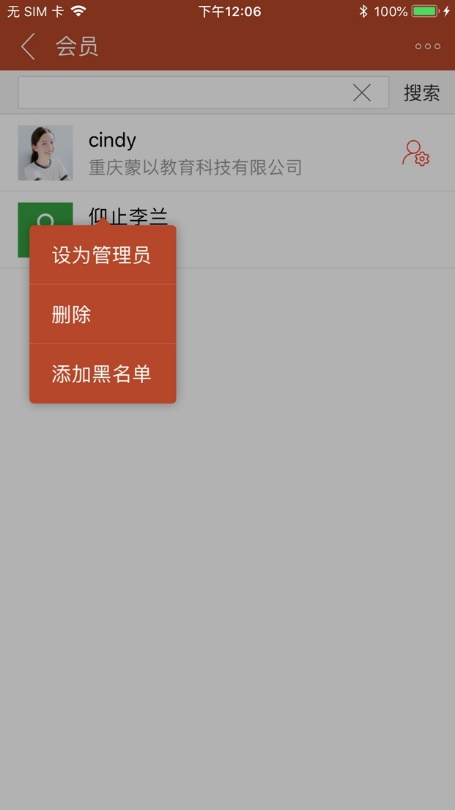 无 SIM 卡 下午12:06 100%
会员
搜索
cindy
重庆蒙以教育科技有限公司
仰止李兰
设为管理员
删除
添加黑名单